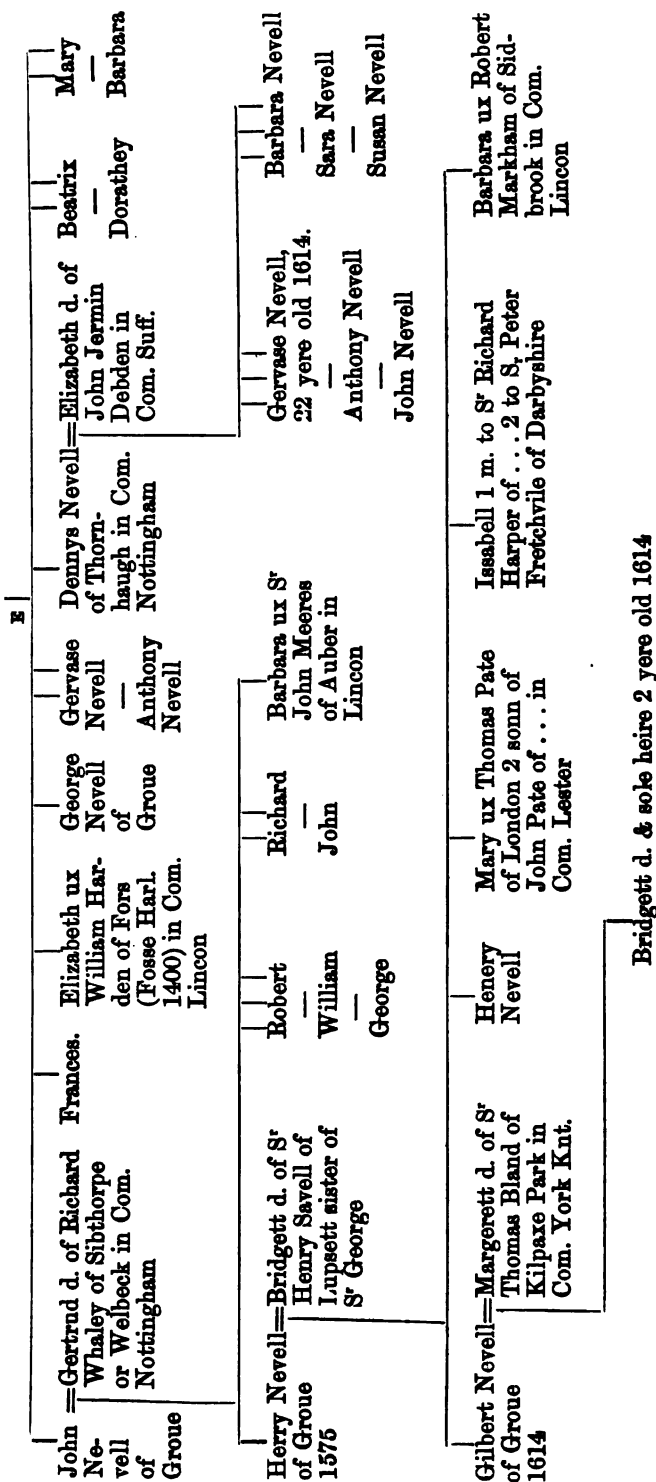 E
John
Ne-
vell
of
Groue
=Gertrud d. of Richard
Whaley of Sibthorpe
or Welbeck in Com.
Nottingham
Frances.
Elizabeth ux
William Har-
den of Fors
(Fosse Harl.
1400) in Com.
Lincon
George
Nevell
of
Groue
Gervase
Nevell
—
Anthony
Nevell
Dennys Nevell=Elizabeth d. of
of Thorn-
haugh in Com.
Nottingham
John Jermin
Debden in
Com. Suff.
Beatrix
—
Dorathey
Mary
—
Barbara
Herry Nevell=Bridgett d. of Sr
of Groue
1575
Henry Savell of
Lupsett sister of
Sr George
Robert
—
William
—
George
Richard
—
John
Barbara ux Sr
John Meeres
of Auber in
Lincon
Gervase Nevell,
22 yere old 1614.
—
Anthony Nevell
—
John Nevell
Barbara Nevell
—
Sara Nevell
—
Susan Nevell
Gilbert Nevell=Margerett d. of Sr
of Groue
1614
Thomas Bland of
Kilpaxe Park in
Com. York Knt.
Henery
Nevell
Mary ux Thomas Pate
of London 2 sonn of
John Pate of . . . in
Com. Lester
Issabell 1 m. to Sr Richard
Harper of . . . 2 to Sr Peter
Fretchvile of Darbyshire
Barbara ux Robert
Markham of Sid-
brook in Com.
Lincon
Bridgett d. & sole heire 2 yere old 1614